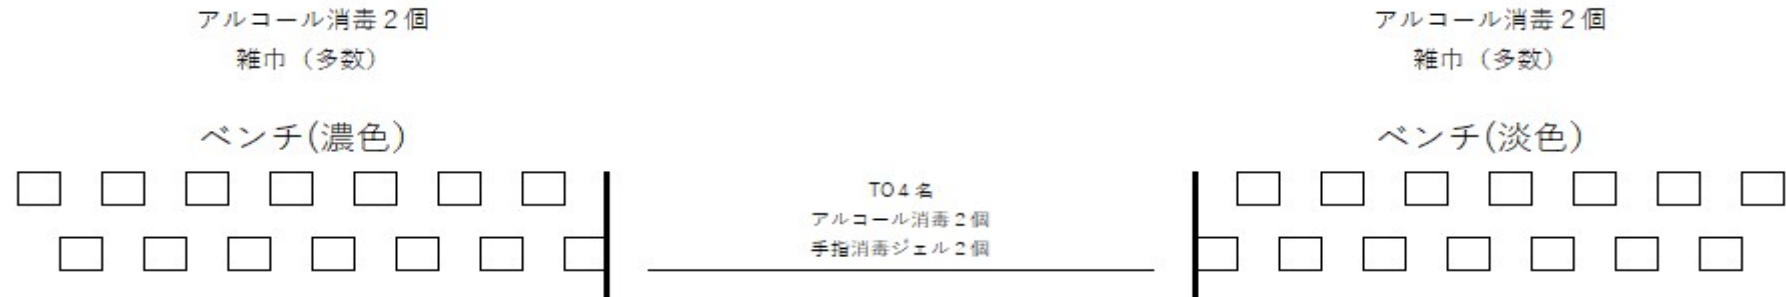 アルコール消毒２個
雑巾（多数）
ベンチ(濃色)
TO４名
アルコール消毒２個
手指消毒ジェル２個
アルコール消毒２個
雑巾（多数）
ベンチ(淡色)